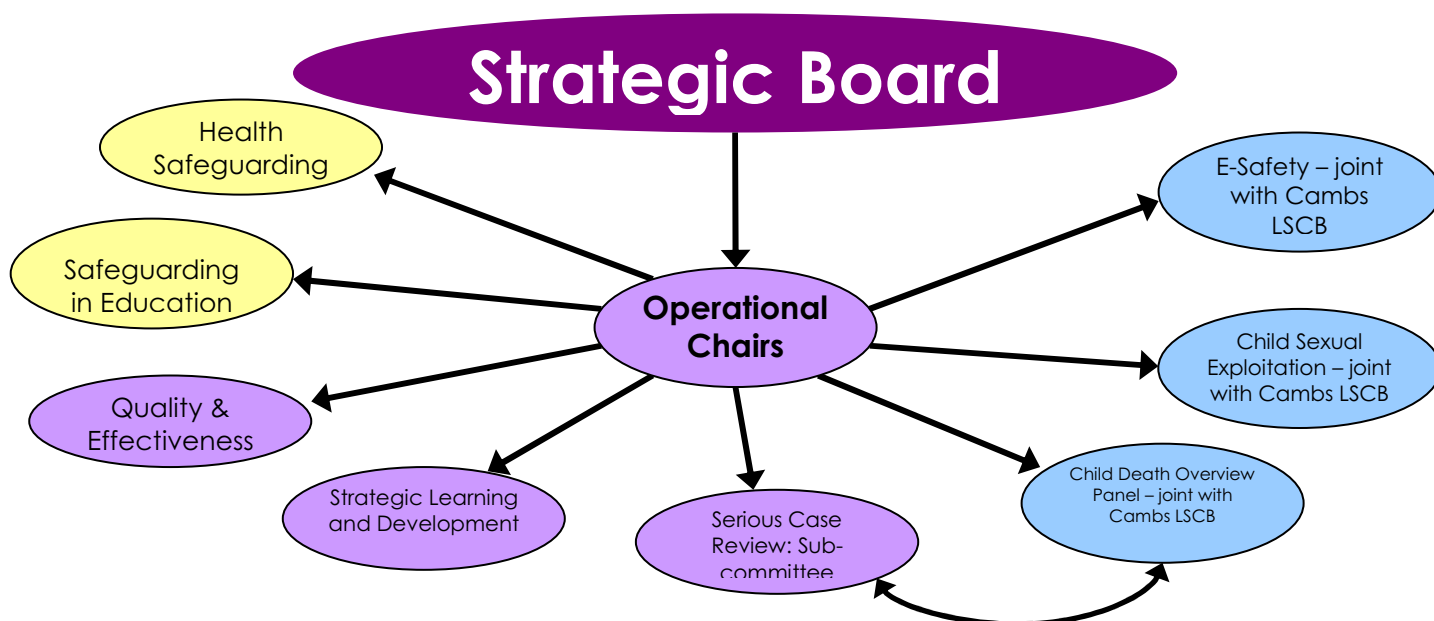 Strategic Board
Health
Safeguarding
E-Safety – joint
with Cambs
LSCB
Safeguarding
in Education
Operational
Chairs
Child Sexual
Exploitation – joint
with Cambs LSCB
Quality &
Effectiveness
Strategic Learning
and Development
Serious Case
Review: Sub-
committee
Child Death Overview
Panel – joint with
Cambs LSCB